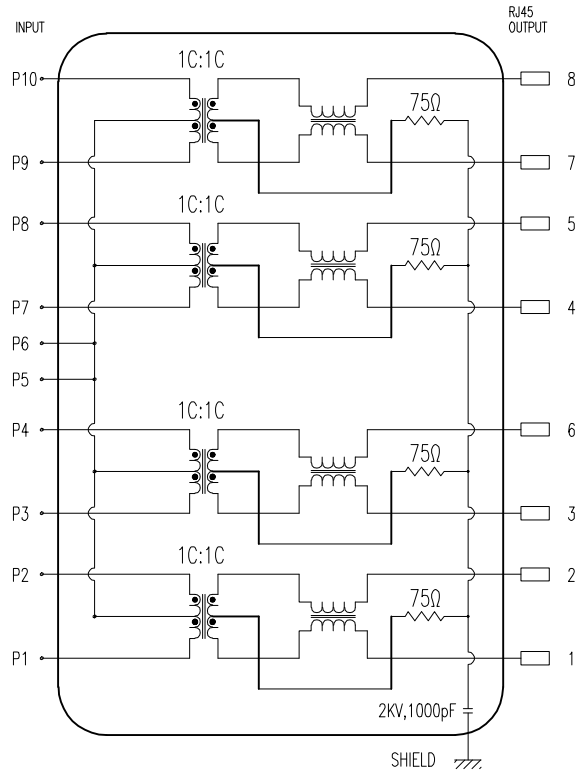 INPUT
RJ45
OUTPUT
1C:1C
P10
75Ω
8
P9
7
1C:1C
P8
5
75Ω
P7
4
P6
P5
1C:1C
P4
6
75Ω
P3
3
1C:1C
P2
2
75Ω
P1
1
2KV,1000pF
SHIELD